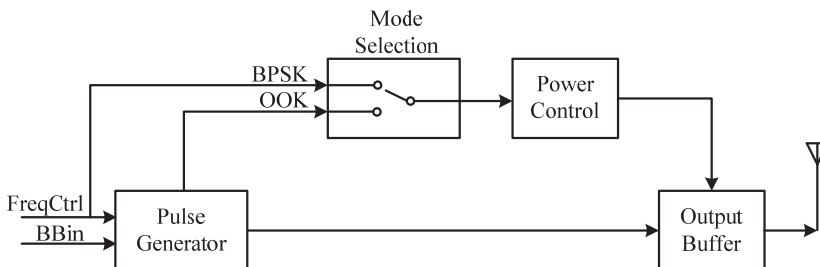 Mode
Selection
BPSK
OOK
Power
Control
FreqCtrl
BBin
Pulse
Generator
Output
Buffer